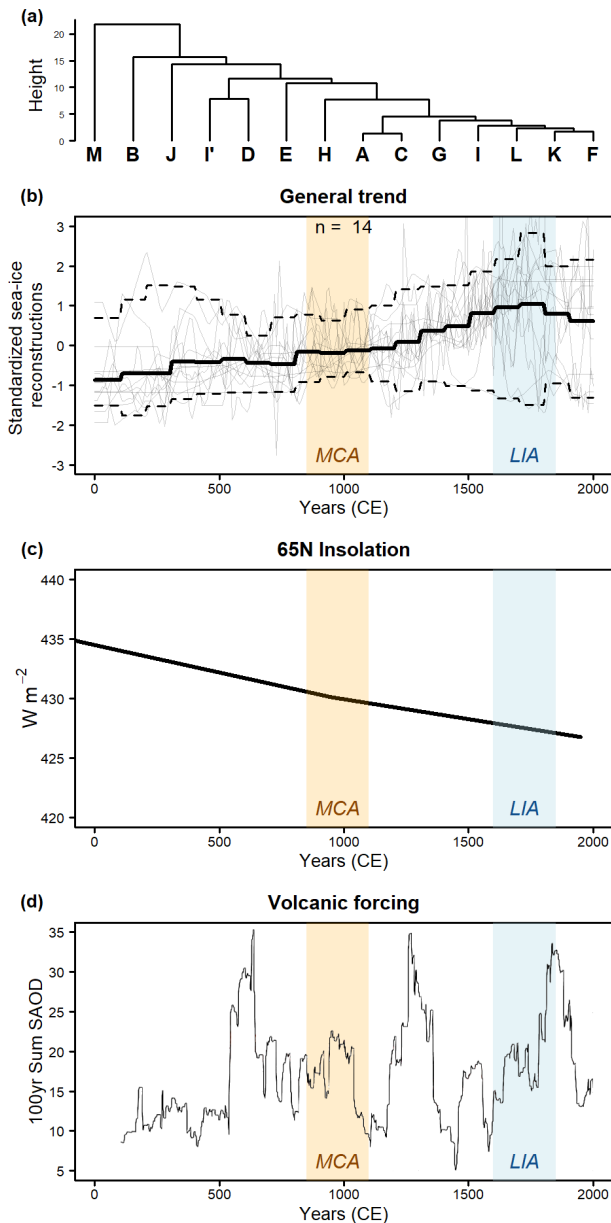 (a)
Height
20
15
10
5
0
M B J I' D E H A C G I L K F
(b) General trend
n = 14
Standardized sea-ice
reconstructions
3
2
1
0
-1
-2
-3
MCA LIA
0 500 1000 1500 2000
Years (CE)
(c) 65N Insolation
W m⁻²
440
435
430
425
420
MCA LIA
0 500 1000 1500 2000
Years (CE)
(d) Volcanic forcing
100yr Sum SAOD
35
30
25
20
15
10
5
MCA LIA
0 500 1000 1500 2000
Years (CE)